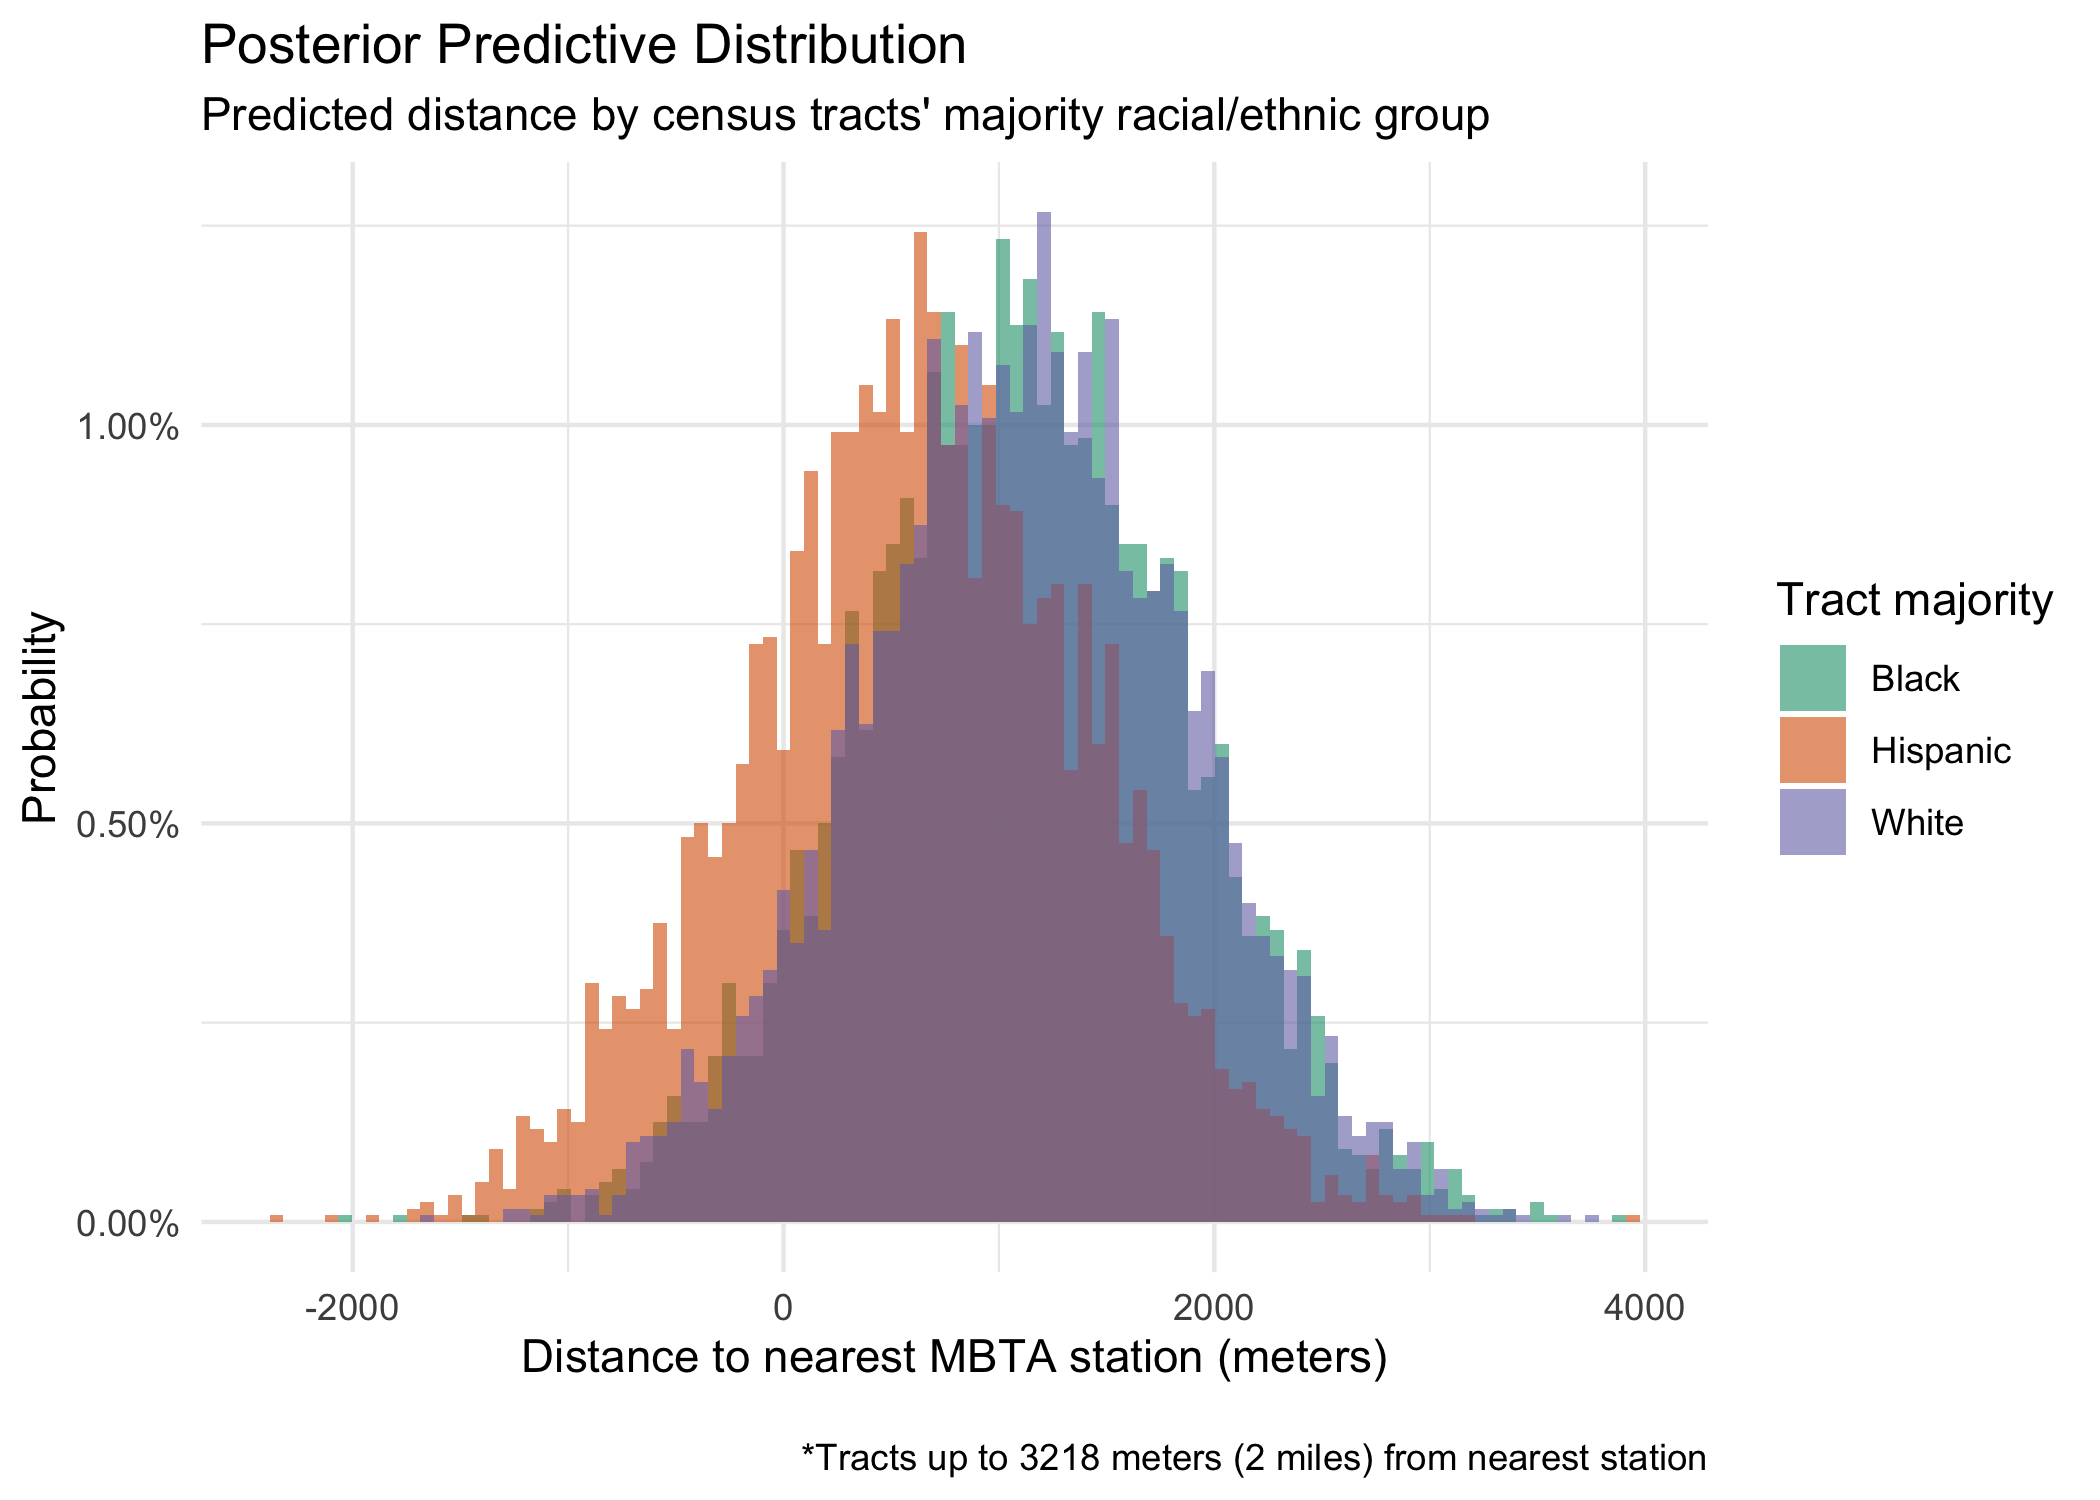 Posterior Predictive Distribution
Predicted distance by census tracts' majority racial/ethnic group
Probability
1.00%
0.50%
0.00%
-2000
0
2000
4000
Distance to nearest MBTA station (meters)
Tract majority
Black
Hispanic
White
*Tracts up to 3218 meters (2 miles) from nearest station